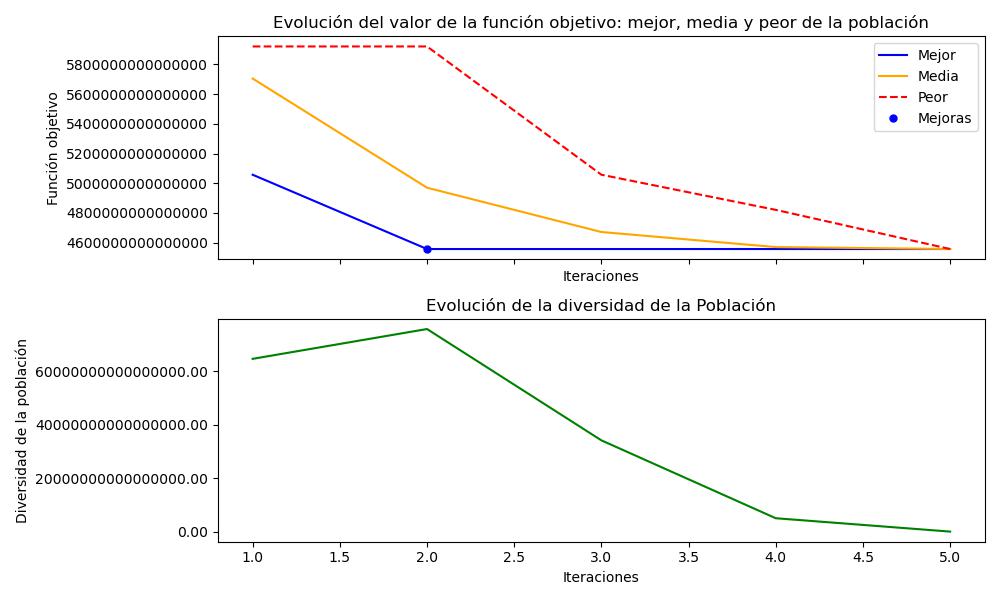 Evolución del valor de la función objetivo: mejor, media y peor de la población
Función objetivo
5800000000000000
5600000000000000
5400000000000000
5200000000000000
5000000000000000
4800000000000000
4600000000000000
Mejor
Media
Peor
Mejoras
Iteraciones
Evolución de la diversidad de la Población
Diversidad de la población
60000000000000000.00
40000000000000000.00
20000000000000000.00
0.00
1.0 1.5 2.0 2.5 3.0 3.5 4.0 4.5 5.0
Iteraciones